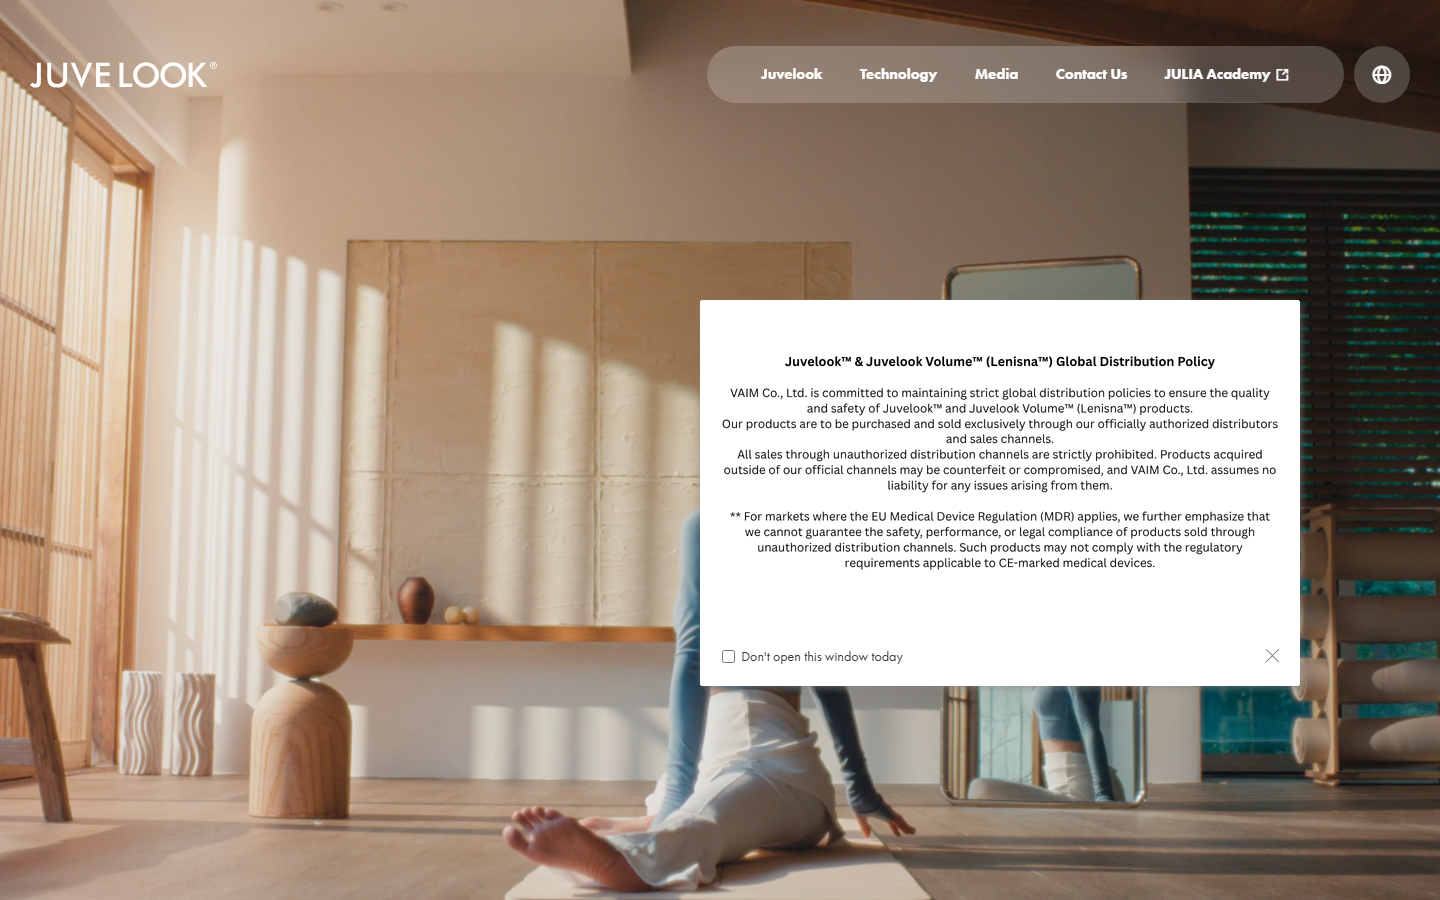 JUVELOOK®
Juvelook
Technology
Media
Contact Us
JULIA Academy
Juvelook™ & Juvelook Volume™ (Lenisna™) Global Distribution Policy
VAIM Co., Ltd. is committed to maintaining strict global distribution policies to ensure the quality
and safety of Juvelook™ and Juvelook Volume™ (Lenisna™) products.
Our products are to be purchased and sold exclusively through our officially authorized distributors
and sales channels.
All sales through unauthorized distribution channels are strictly prohibited. Products acquired
outside of our official channels may be counterfeit or compromised, and VAIM Co., Ltd. assumes no
liability for any issues arising from them.
** For markets where the EU Medical Device Regulation (MDR) applies, we further emphasize that
we cannot guarantee the safety, performance, or legal compliance of products sold through
unauthorized distribution channels. Such products may not comply with the regulatory
requirements applicable to CE-marked medical devices.
Don't open this window today